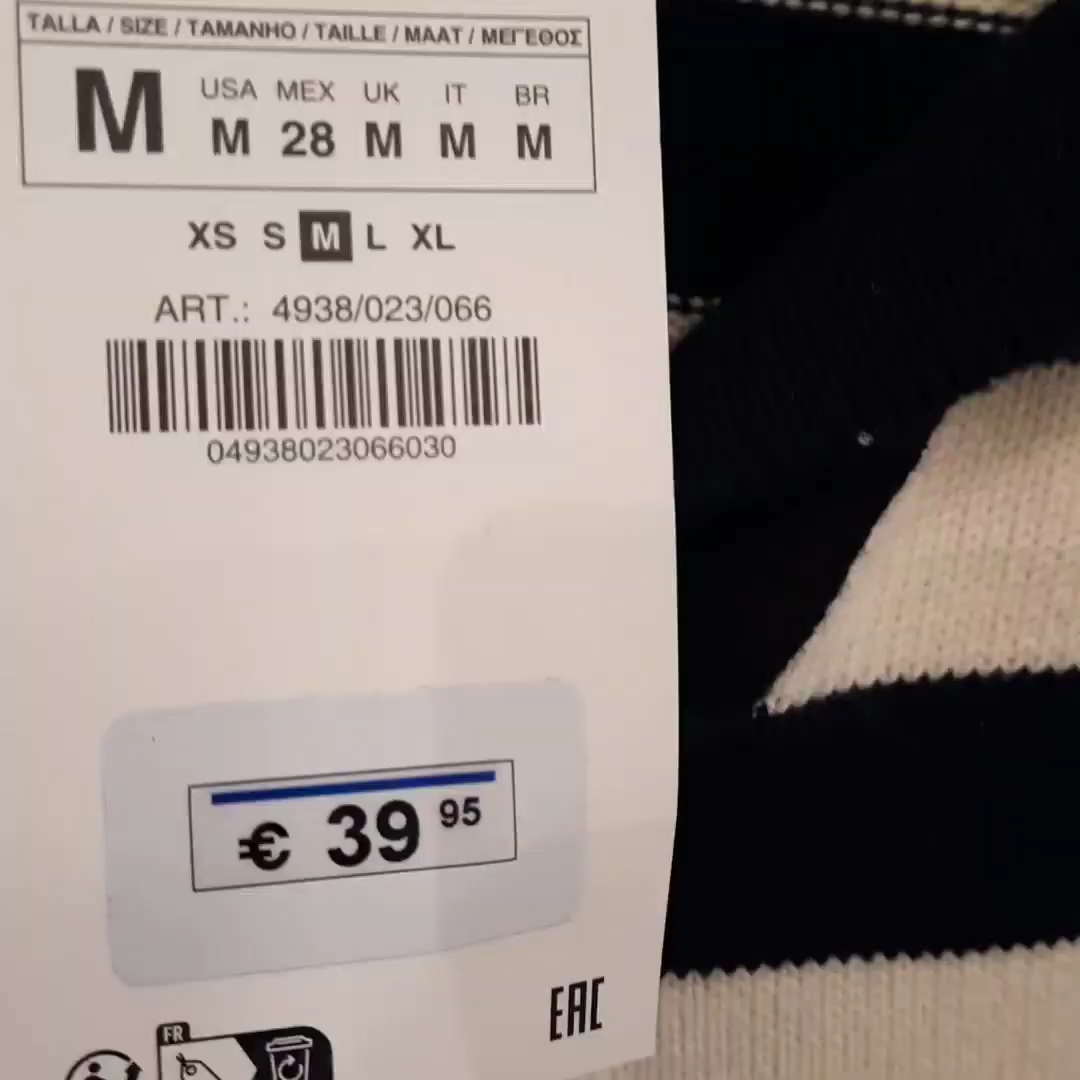 TALLA / SIZE / TAMANHO / TAILLE / MAAT / ΜΕΓΕΘΟΣ
M USA MEX UK IT BR
M 28 M M M
XS S M L XL
ART.: 4938/023/066
04938023066030
€ 39 95
EAC
FR